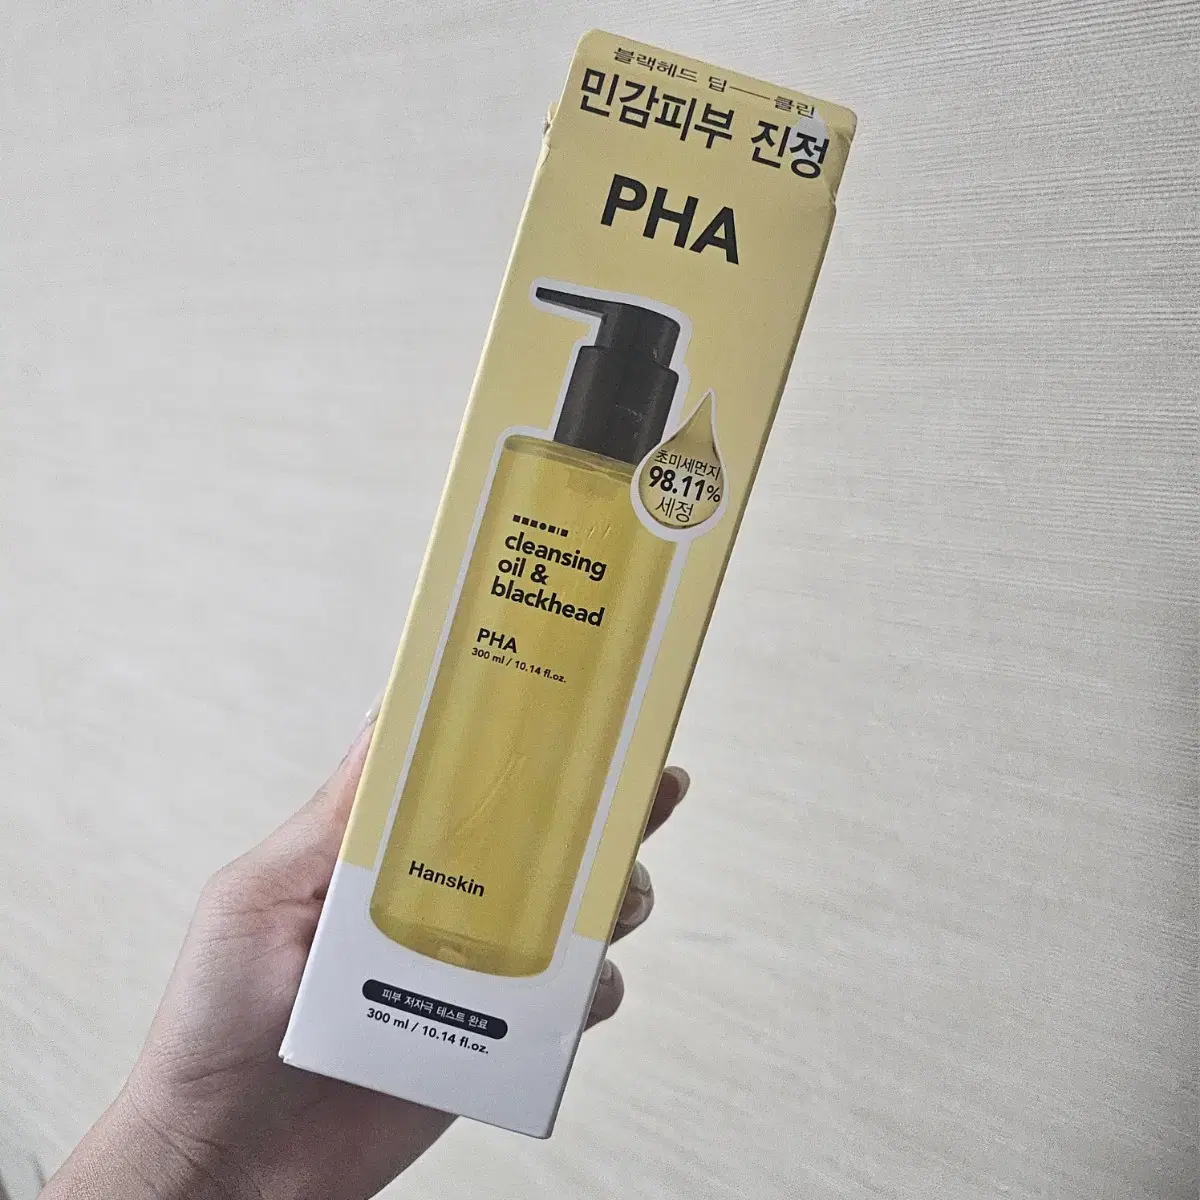 블랙헤드 딥——클린
민감피부 진정
PHA
초미세먼지
98.11%
세정
cleansing
oil &
blackhead
PHA
300 ml / 10.14 fl.oz.
Hanskin
피부 저자극 테스트 완료
300 ml / 10.14 fl.oz.